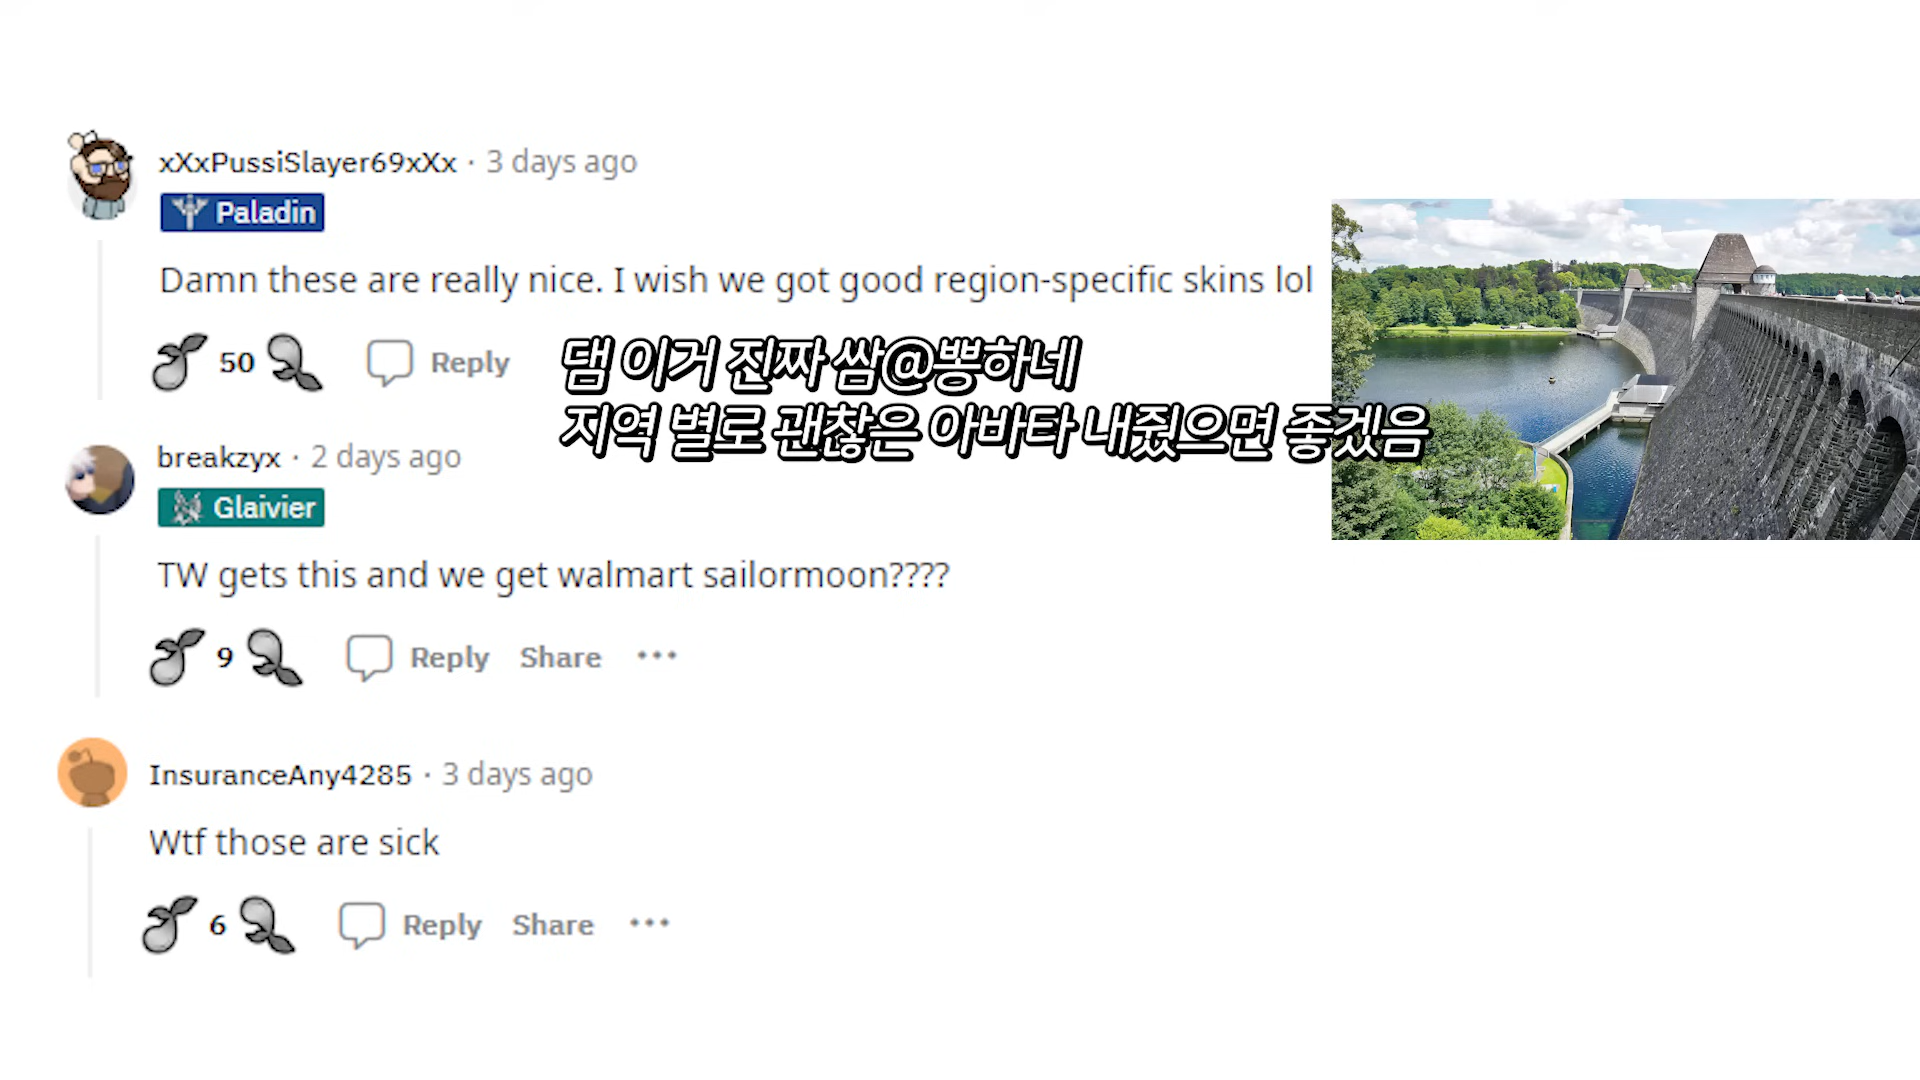 xXxPussiSlayer69xXx · 3 days ago
Paladin
Damn these are really nice. I wish we got good region-specific skins lol
50 Reply
댐 이거 진짜 쌈@뽕하네
지역 별로 괜찮은 아바타 내줬으면 좋겠음
breakzyx · 2 days ago
Glaivier
TW gets this and we get walmart sailormoon????
9 Reply Share ···
InsuranceAny4285 · 3 days ago
Wtf those are sick
6 Reply Share ···